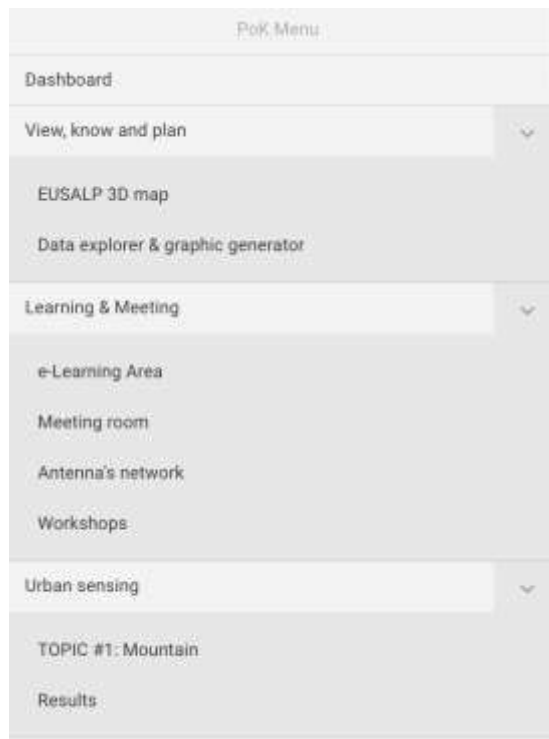 PoK Menu
Dashboard
View, know and plan
EUSALP 3D map
Data explorer & graphic generator
Learning & Meeting
e-Learning Area
Meeting room
Antenna's network
Workshops
Urban sensing
TOPIC #1: Mountain
Results